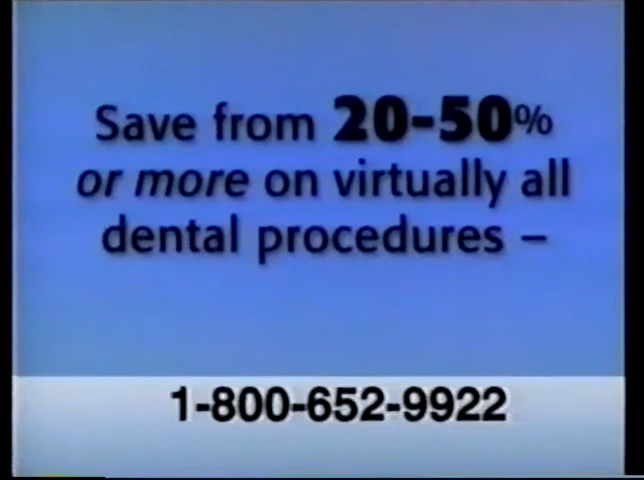 Save from 20-50%
or more on virtually all
dental procedures –
1-800-652-9922